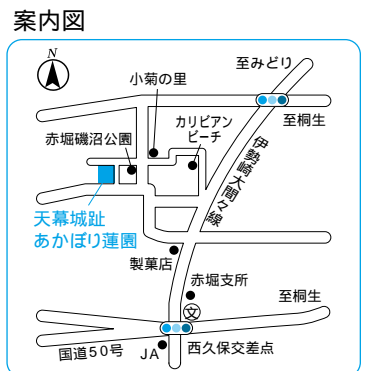 案内図
N
至みどり
小菊の里
至桐生
カリビアン
ビーチ
赤堀磯沼公園
伊勢崎大間々線
天幕城趾
あかぼり蓮園
製菓店
赤堀支所
至桐生
文
国道50号
JA
西久保交差点